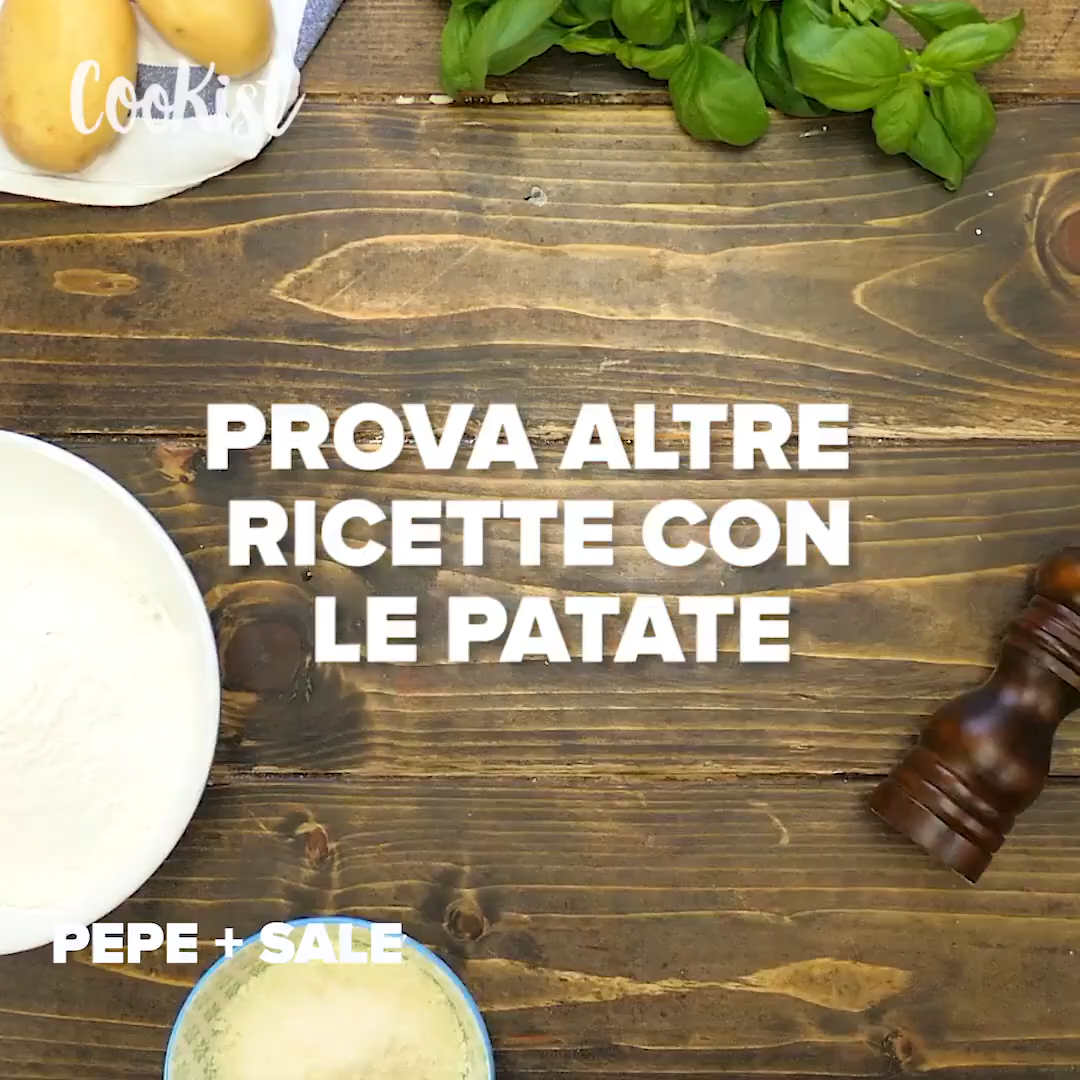 CooKist
PROVA ALTRE
RICETTE CON
LE PATATE
PEPE + SALE